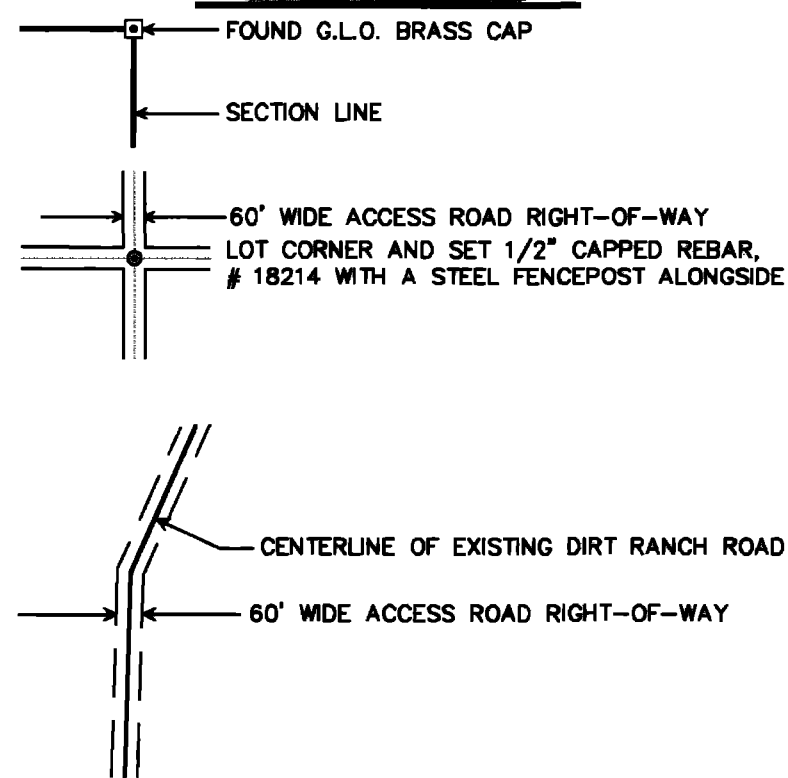 FOUND G.L.O. BRASS CAP
SECTION LINE
60' WIDE ACCESS ROAD RIGHT-OF-WAY
LOT CORNER AND SET 1/2" CAPPED REBAR,
# 18214 WITH A STEEL FENCEPOST ALONGSIDE
CENTERLINE OF EXISTING DIRT RANCH ROAD
60' WIDE ACCESS ROAD RIGHT-OF-WAY